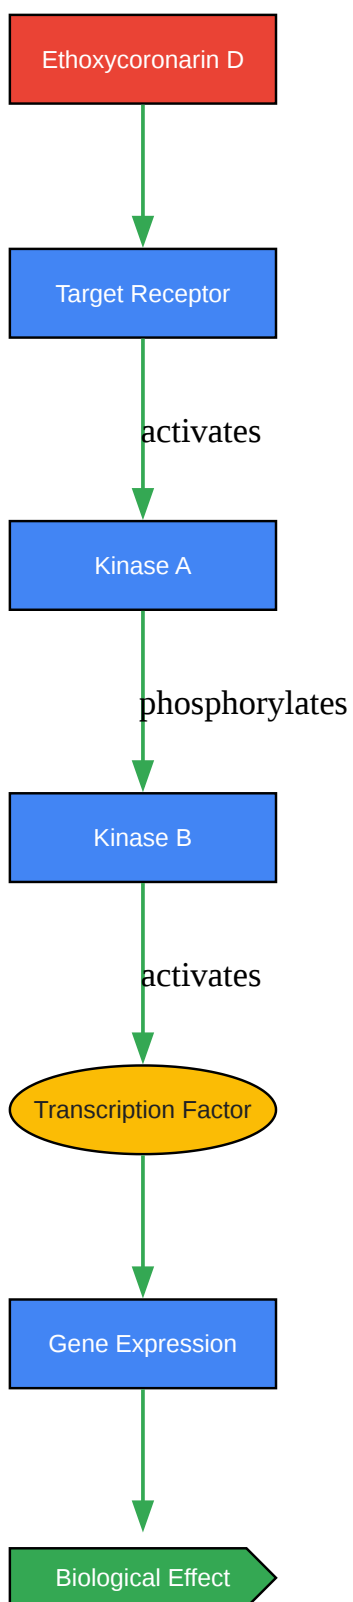 Ethoxycoronarin D
Target Receptor
activates
Kinase A
phosphorylates
Kinase B
activates
Transcription Factor
Gene Expression
Biological Effect